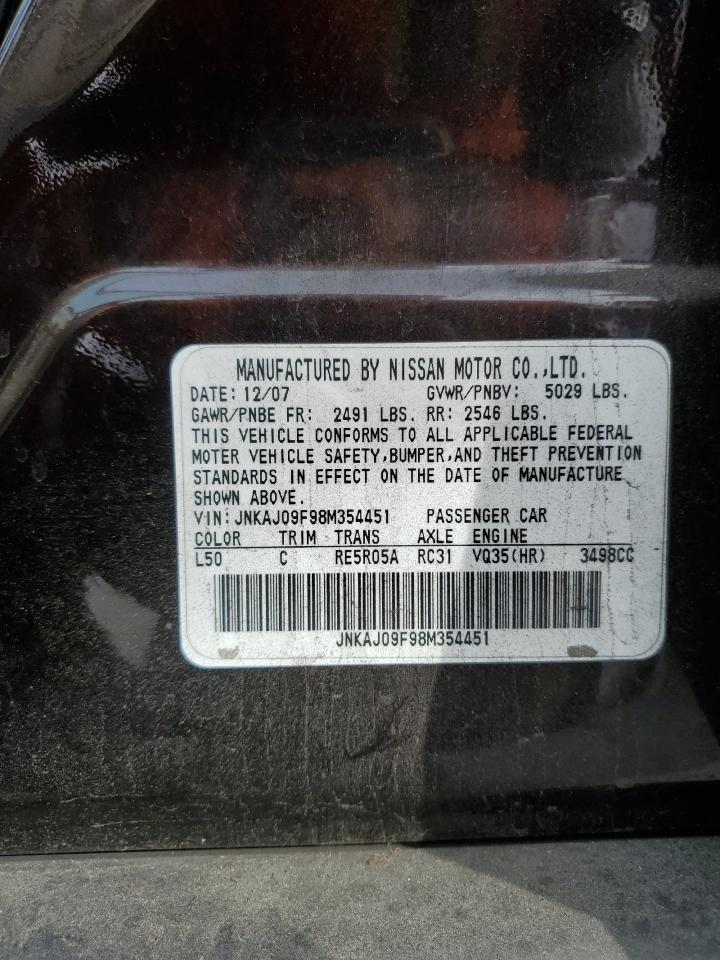 MANUFACTURED BY NISSAN MOTOR CO.,LTD.
DATE: 12/07 GVWR/PNBV: 5029 LBS.
GAWR/PNBE FR: 2491 LBS. RR: 2546 LBS.
THIS VEHICLE CONFORMS TO ALL APPLICABLE FEDERAL
MOTOR VEHICLE SAFETY,BUMPER,AND THEFT PREVENTION
STANDARDS IN EFFECT ON THE DATE OF MANUFACTURE
SHOWN ABOVE.
VIN: JNKAJ09F98M354451 PASSENGER CAR
COLOR TRIM TRANS AXLE ENGINE
L50 C RE5R05A RC31 VQ35(HR) 3498CC
JNKAJ09F98M354451